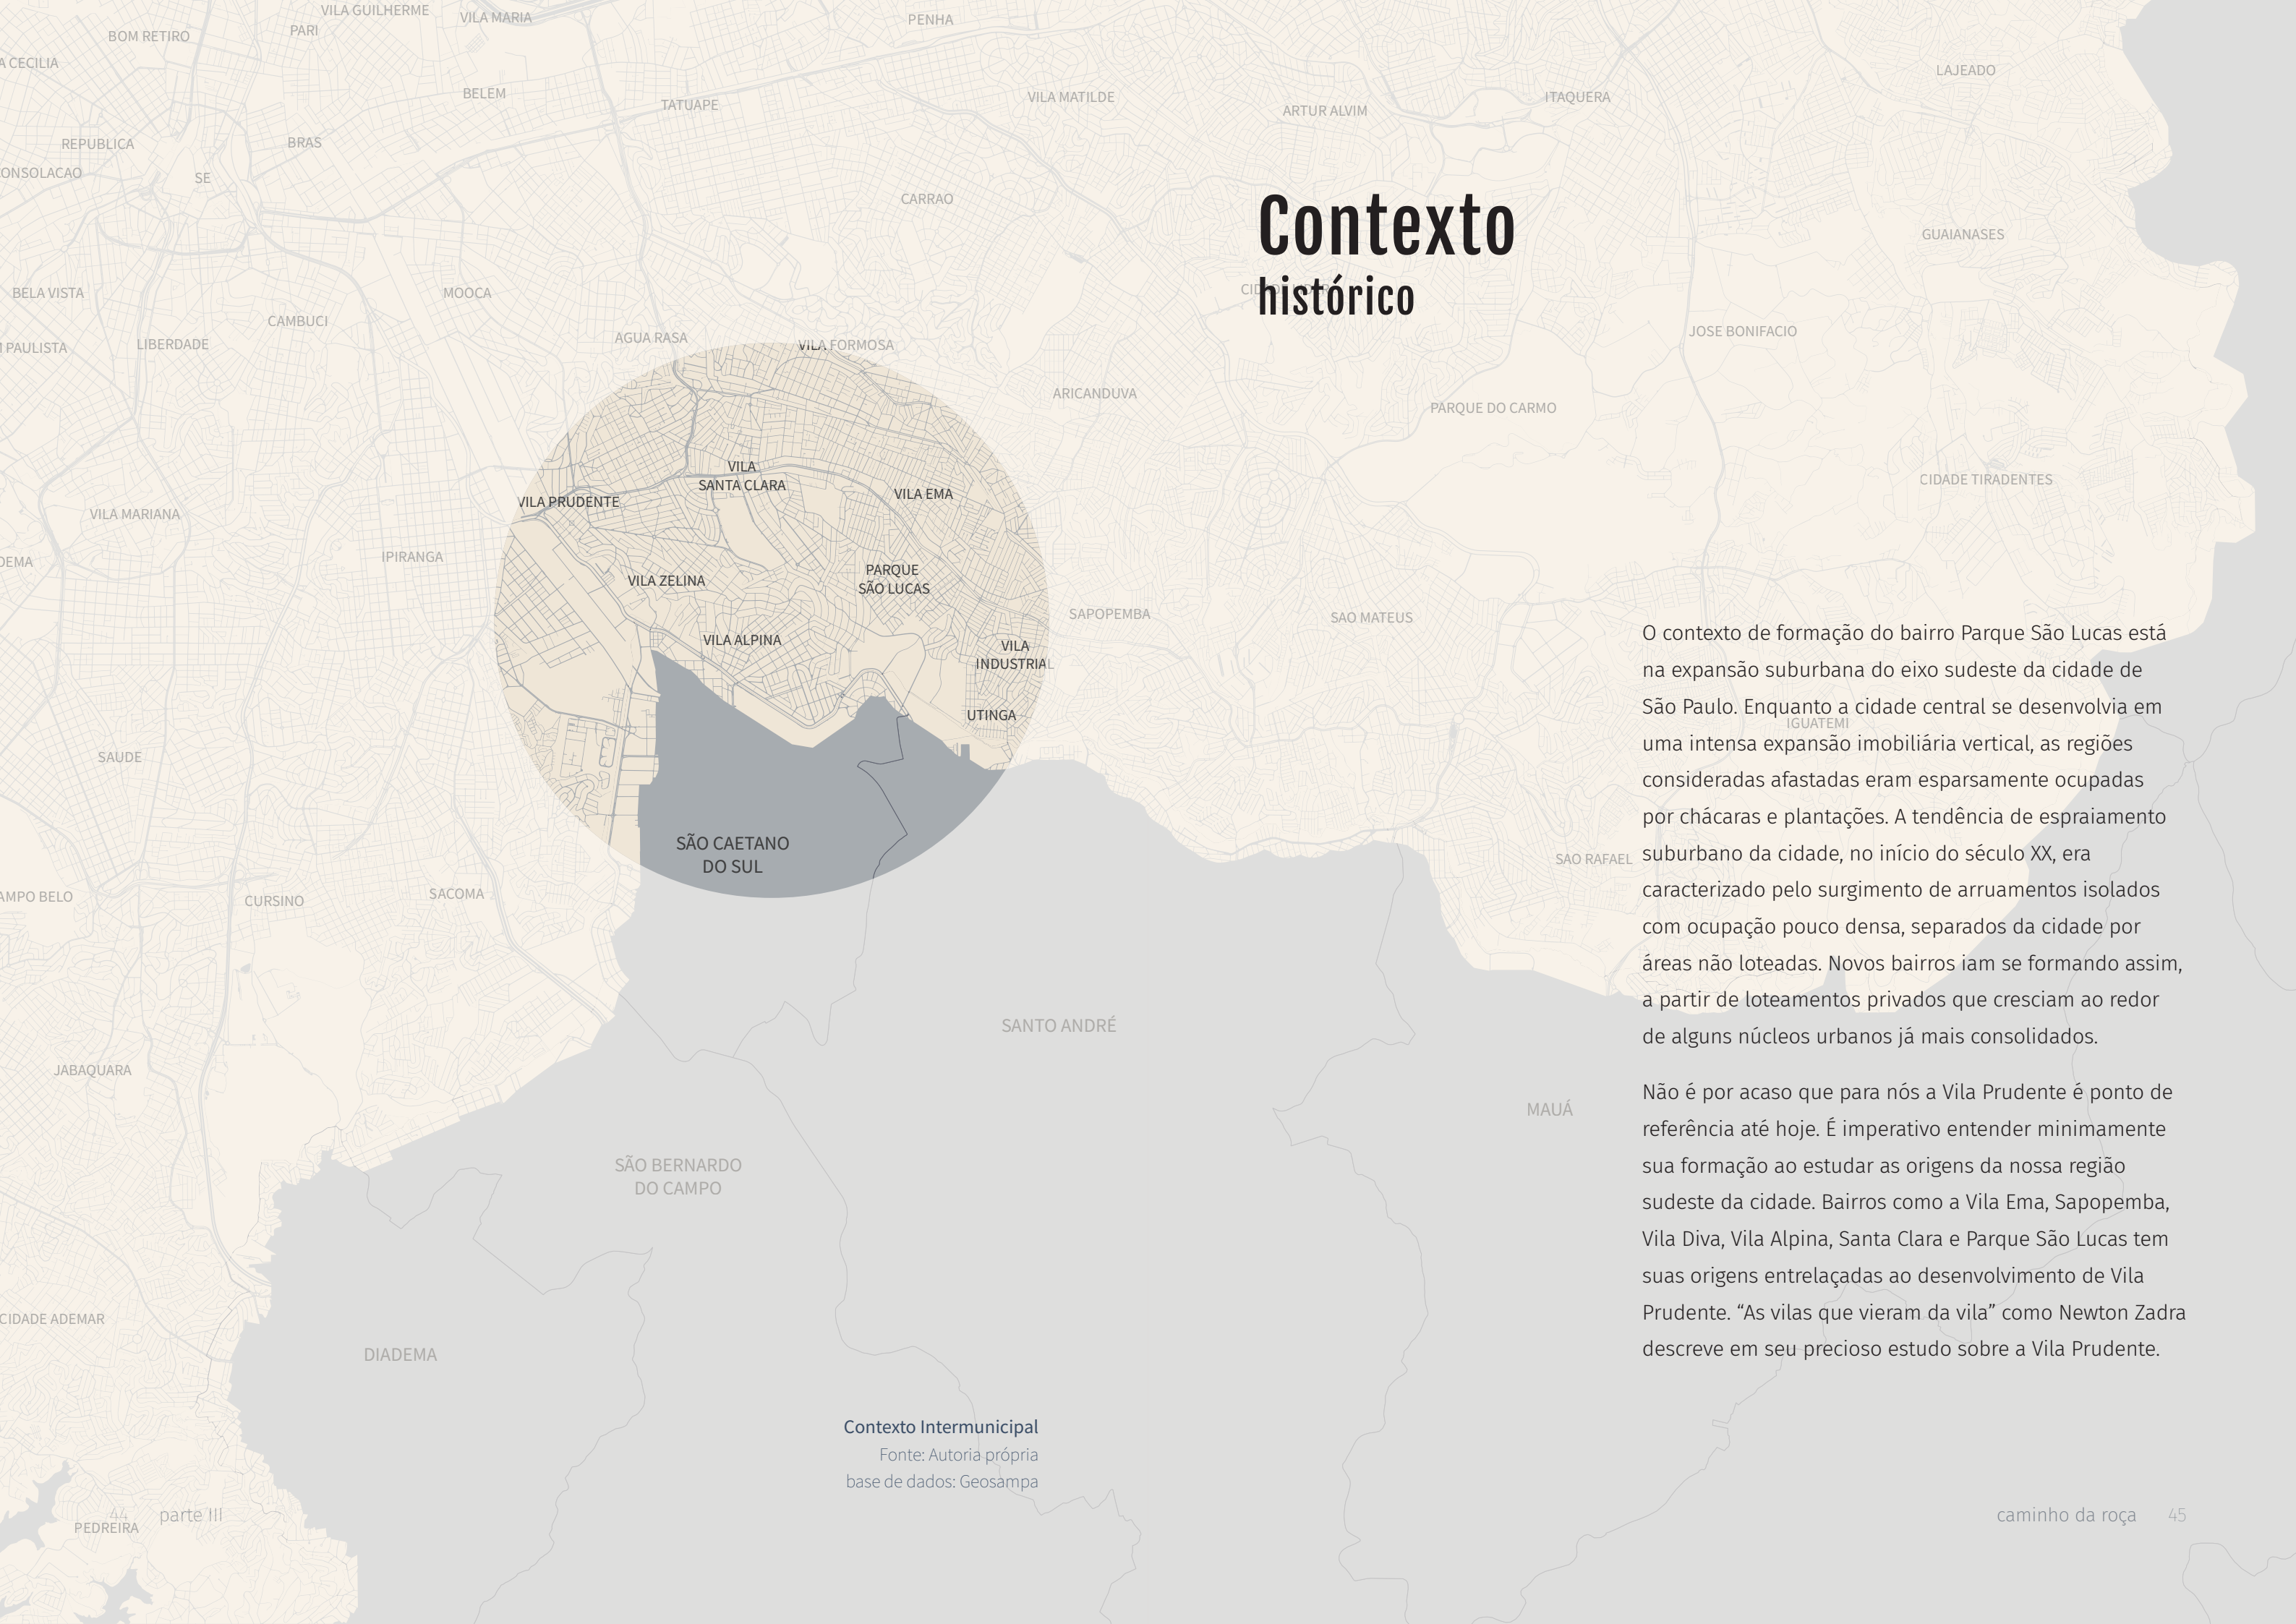 VILA GUILHERME
VILA MARIA
PENHA
PARI
BOM RETIRO
A CECILIA
LAJEADO
BELEM
TATUAPE
VILA MATILDE
ARTUR ALVIM
ITAQUERA
REPUBLICA
BRAS
ONSOLACAO
SE
CARRAO
Contexto
histórico
GUAIANASES
BELA VISTA
MOOCA
CAMBUCI
AGUA RASA
VILA FORMOSA
JOSE BONIFACIO
PAULISTA
LIBERDADE
ARICANDUVA
PARQUE DO CARMO
VILA
SANTA CLARA
VILA EMA
VILA PRUDENTE
CIDADE TIRADENTES
VILA MARIANA
IPIRANGA
OEMA
VILA ZELINA
PARQUE
SÃO LUCAS
SAPOPEMBA
SAO MATEUS
VILA ALPINA
VILA
INDUSTRIAL
UTINGA
IGUATEMI
SAUDE
SÃO CAETANO
DO SUL
SAO RAFAEL
AMPO BELO
CURSINO
SACOMA
SANTO ANDRÉ
JABAQUARA
MAUÁ
SÃO BERNARDO
DO CAMPO
CIDADE ADEMAR
DIADEMA
PEDREIRA
O contexto de formação do bairro Parque São Lucas está
na expansão suburbana do eixo sudeste da cidade de
São Paulo. Enquanto a cidade central se desenvolvia em
uma intensa expansão imobiliária vertical, as regiões
consideradas afastadas eram esparsamente ocupadas
por chácaras e plantações. A tendência de espraiamento
suburbano da cidade, no início do século XX, era
caracterizado pelo surgimento de arruamentos isolados
com ocupação pouco densa, separados da cidade por
áreas não loteadas. Novos bairros iam se formando assim,
a partir de loteamentos privados que cresciam ao redor
de alguns núcleos urbanos já mais consolidados.
Não é por acaso que para nós a Vila Prudente é ponto de
referência até hoje. É imperativo entender minimamente
sua formação ao estudar as origens da nossa região
sudeste da cidade. Bairros como a Vila Ema, Sapopemba,
Vila Diva, Vila Alpina, Santa Clara e Parque São Lucas tem
suas origens entrelaçadas ao desenvolvimento de Vila
Prudente. “As vilas que vieram da vila” como Newton Zadra
descreve em seu precioso estudo sobre a Vila Prudente.
Contexto Intermunicipal
Fonte: Autoria própria
base de dados: Geosampa
44 parte III
caminho da roça 45